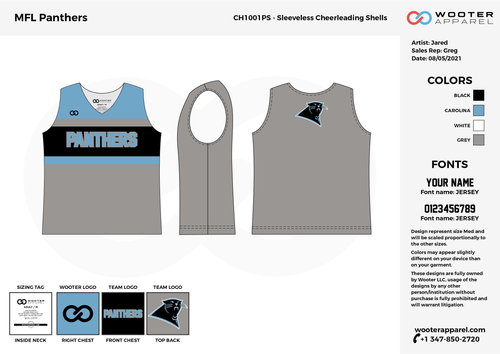 MFL Panthers
CH1001PS - Sleeveless Cheerleading Shells
WOOTER
APPAREL
Artist: Jared
Sales Rep: Greg
Date: 08/05/2021
COLORS
BLACK
CAROLINA
WHITE
GREY
FONTS
YOUR NAME
Font name: JERSEY
0123456789
Font name: JERSEY
Design represent size Med and
will be scaled proportionally to
the other sizes.
Colors may appear slightly
different on your device than
on your garment.
These designs are fully owned
by Wooter LLC. usage of the
designs by any other
person/institution without
purchase is fully prohibited and
will warrant litigation.
wooterapparel.com
+1 347-850-2720
PANTHERS
SIZING TAG
WOOTER LOGO
TEAM LOGO
TEAM LOGO
WOOTER
PANTHERS
INSIDE NECK
RIGHT CHEST
FRONT CHEST
TOP BACK